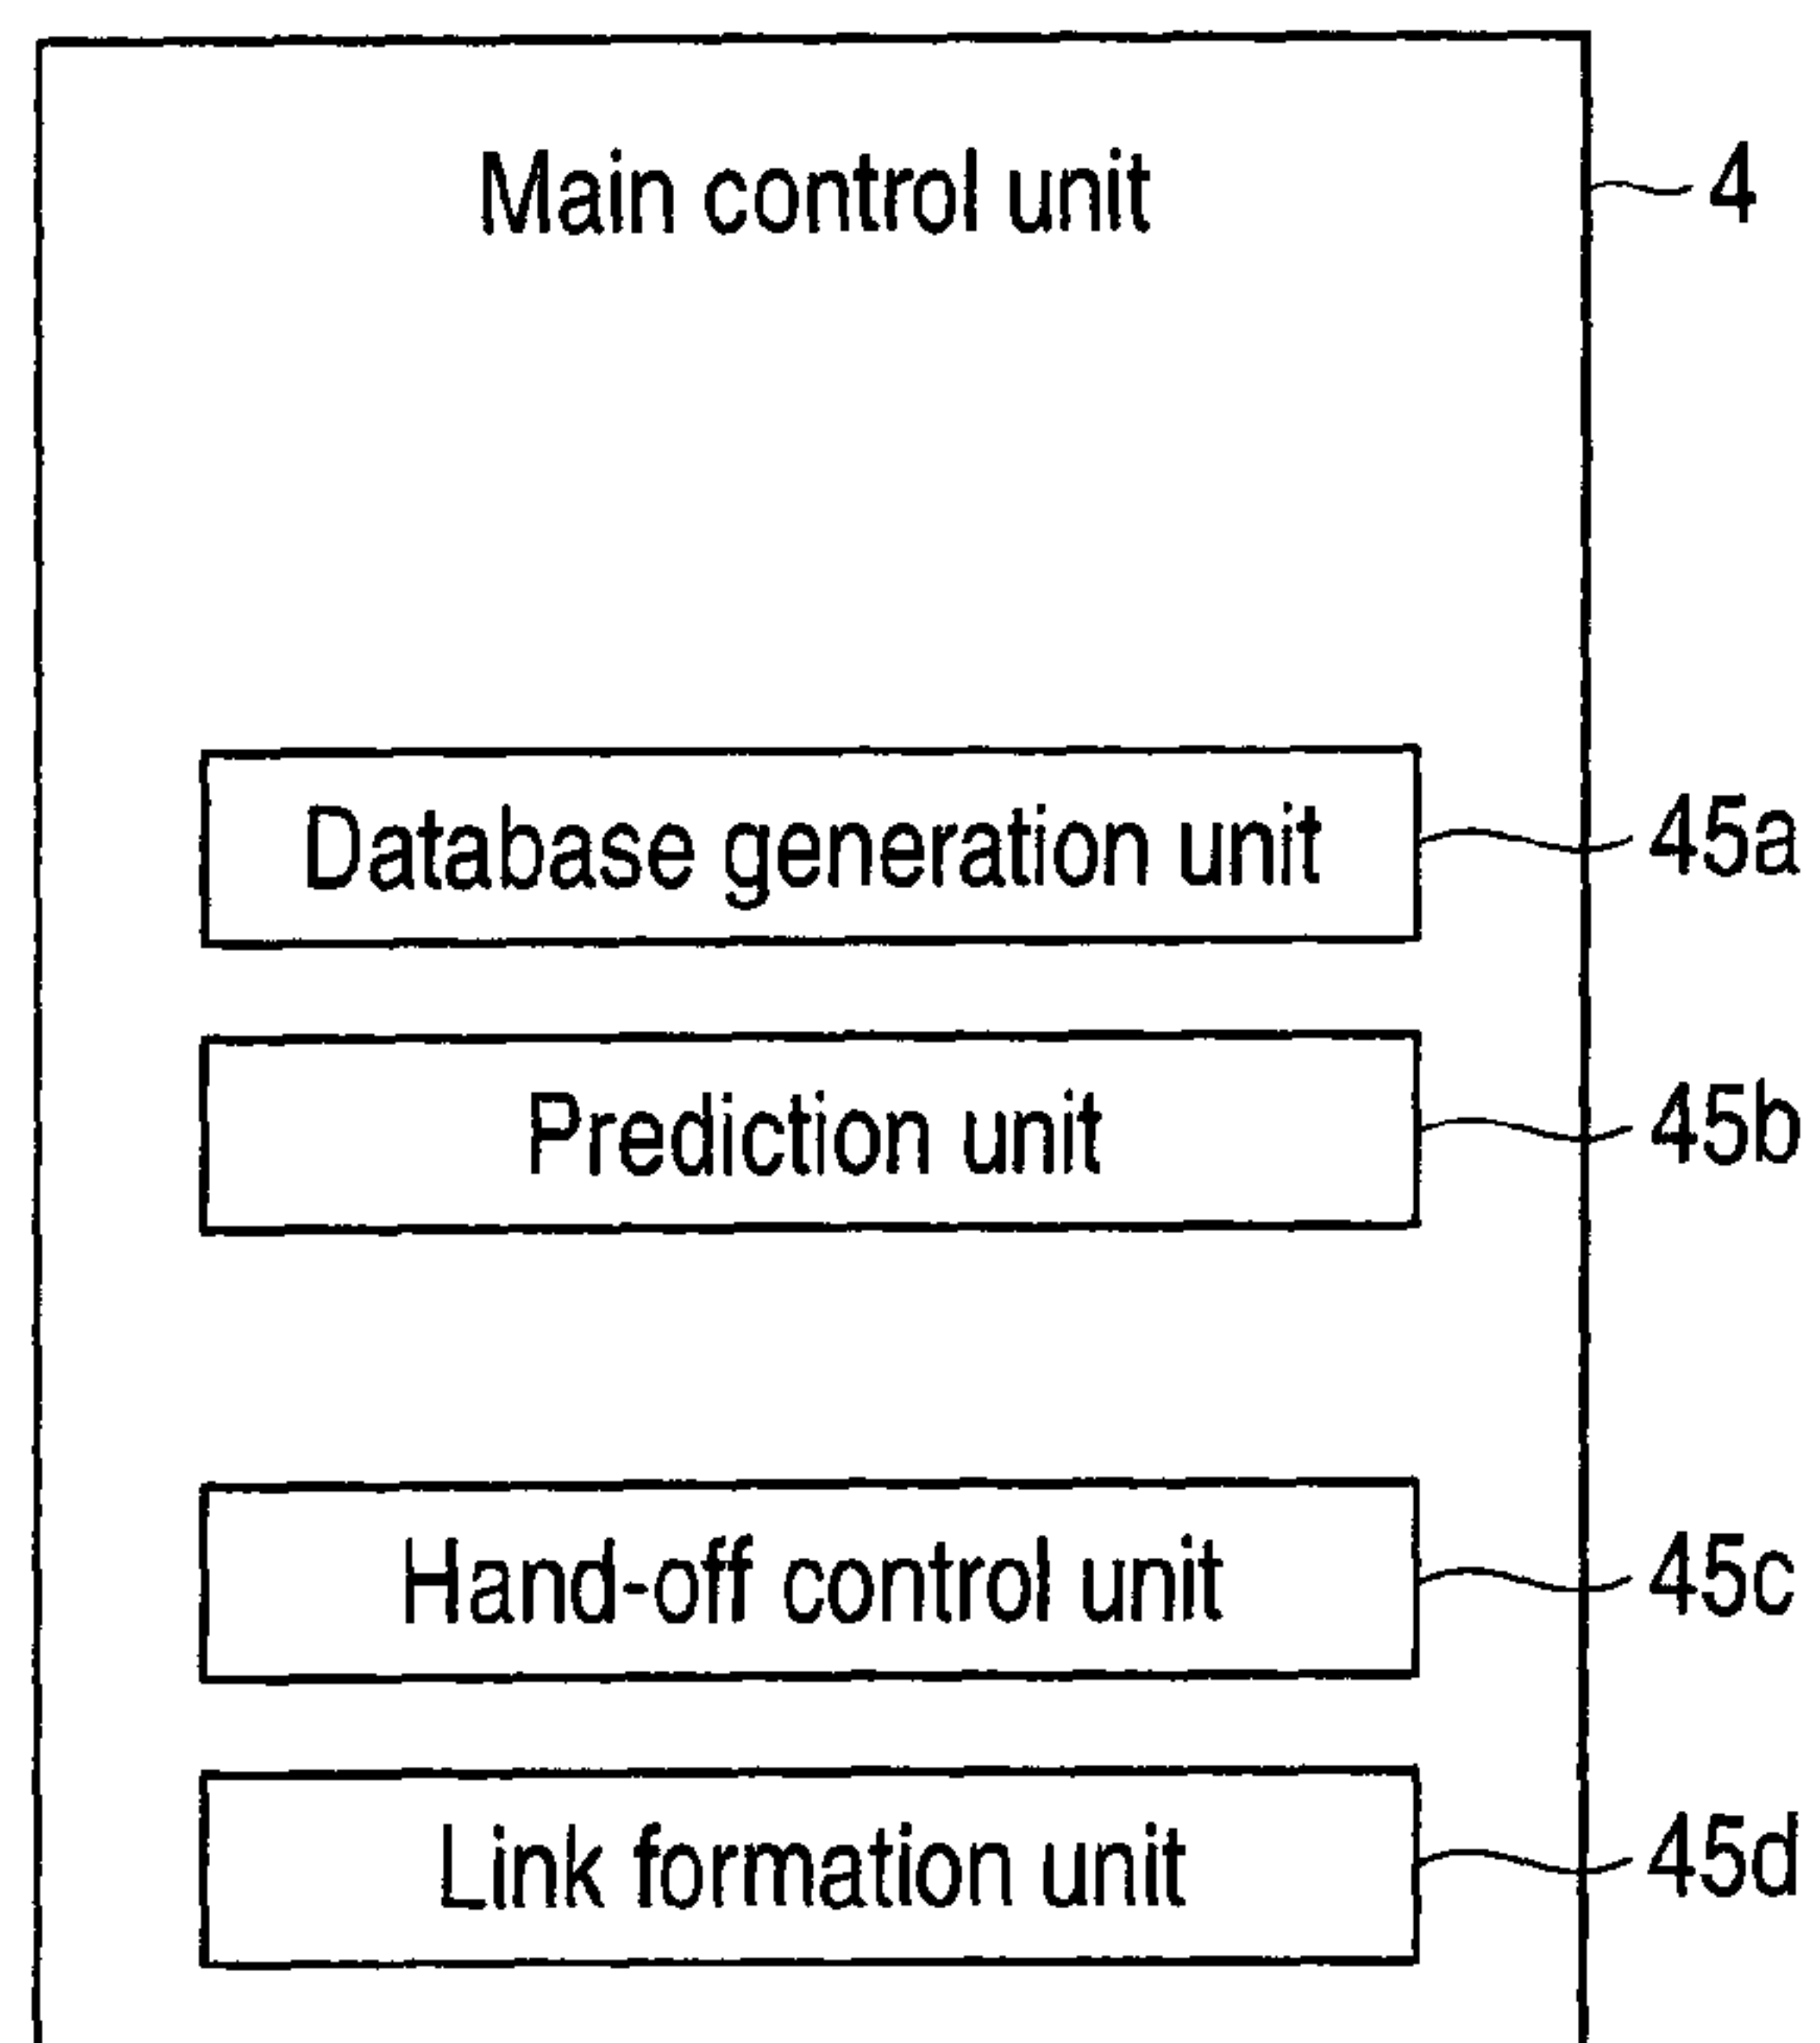 Main control unit 4
Database generation unit 45a
Prediction unit 45b
Hand-off control unit 45c
Link formation unit 45d